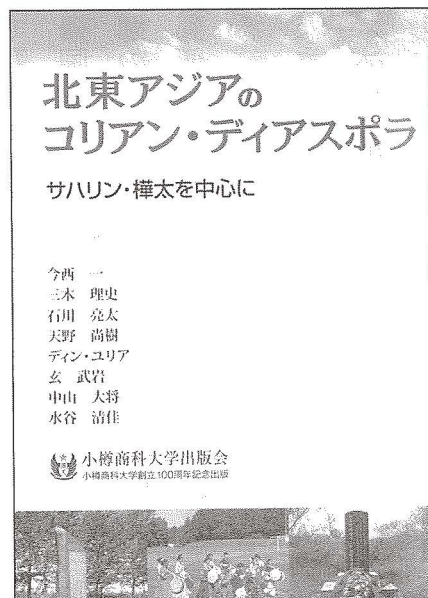 北東アジアの
コリアン・ディアスポラ
サハリン・樺太を中心に
今西 一
三木 理史
石川 亮太
天野 尚樹
ディン・ユリア
玄 武岩
中山 大将
水谷 清佳
小樽商科大学出版会
小樽商科大学創立100周年記念出版